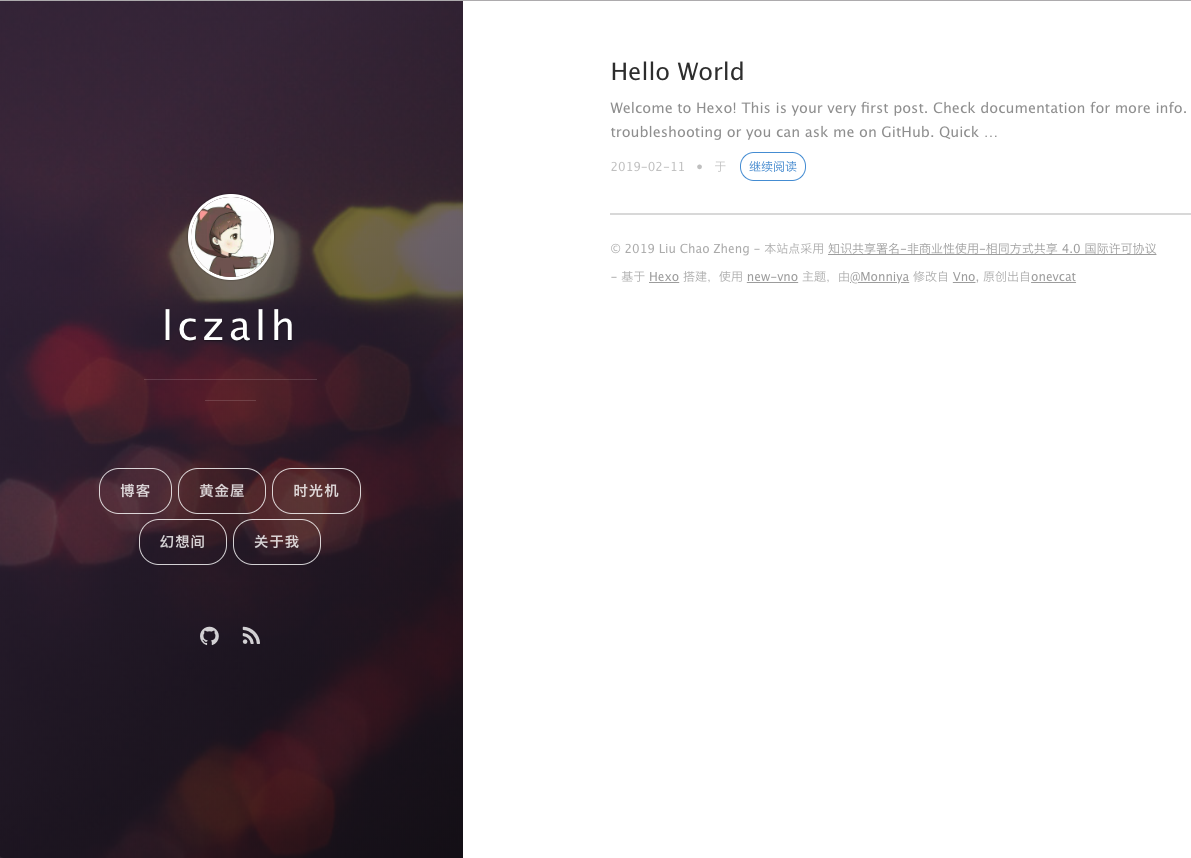 lczalh
博客 黄金屋 时光机
幻想间 关于我
Hello World
Welcome to Hexo! This is your very first post. Check documentation for more info.
troubleshooting or you can ask me on GitHub. Quick …
2019-02-11 • 于 继续阅读
© 2019 Liu Chao Zheng - 本站点采用 知识共享署名-非商业性使用-相同方式共享 4.0 国际许可协议
- 基于 Hexo 搭建，使用 new-vno 主题，由@Monniya 修改自 Vno, 原创出自onevcat